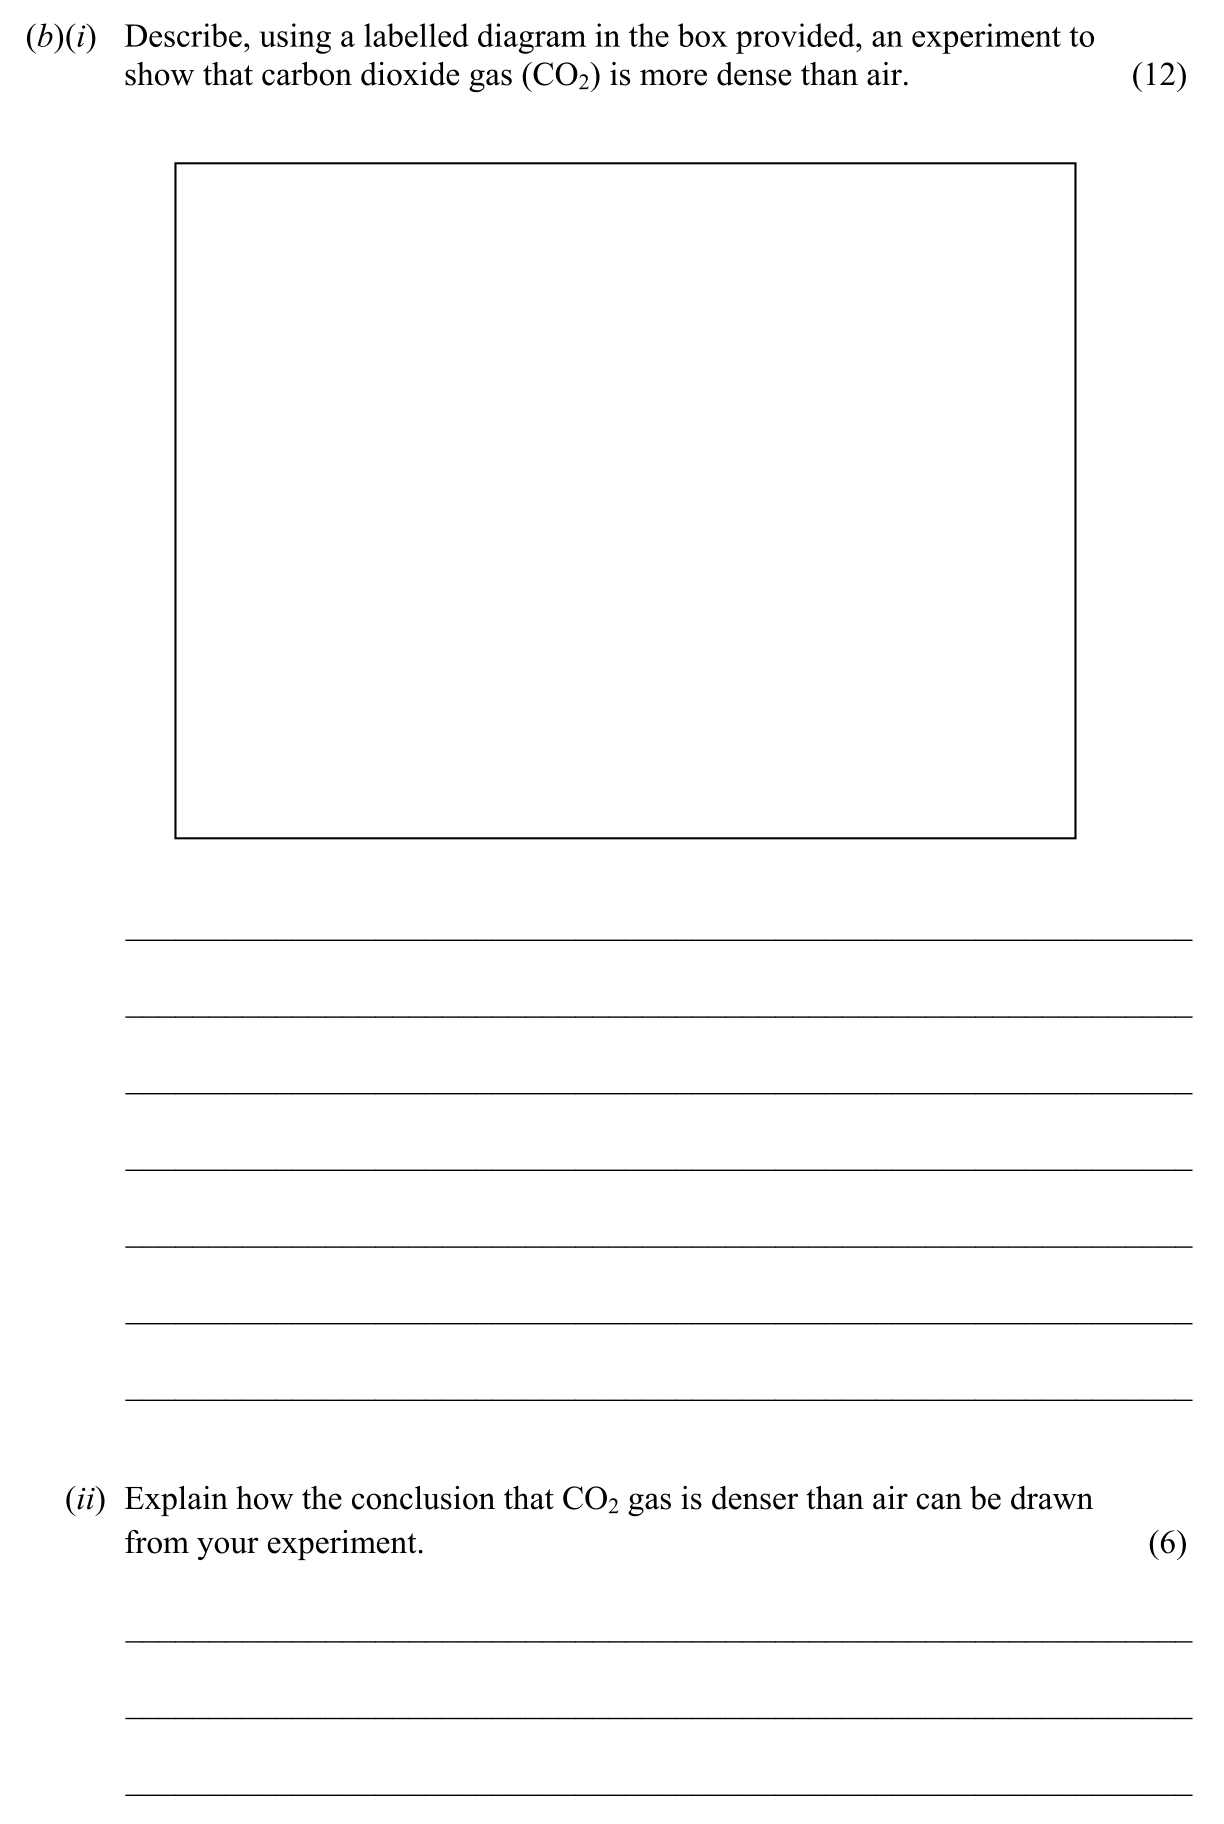 (b)(i) Describe, using a labelled diagram in the box provided, an experiment to
show that carbon dioxide gas (CO₂) is more dense than air. (12)
(ii) Explain how the conclusion that CO₂ gas is denser than air can be drawn
from your experiment. (6)